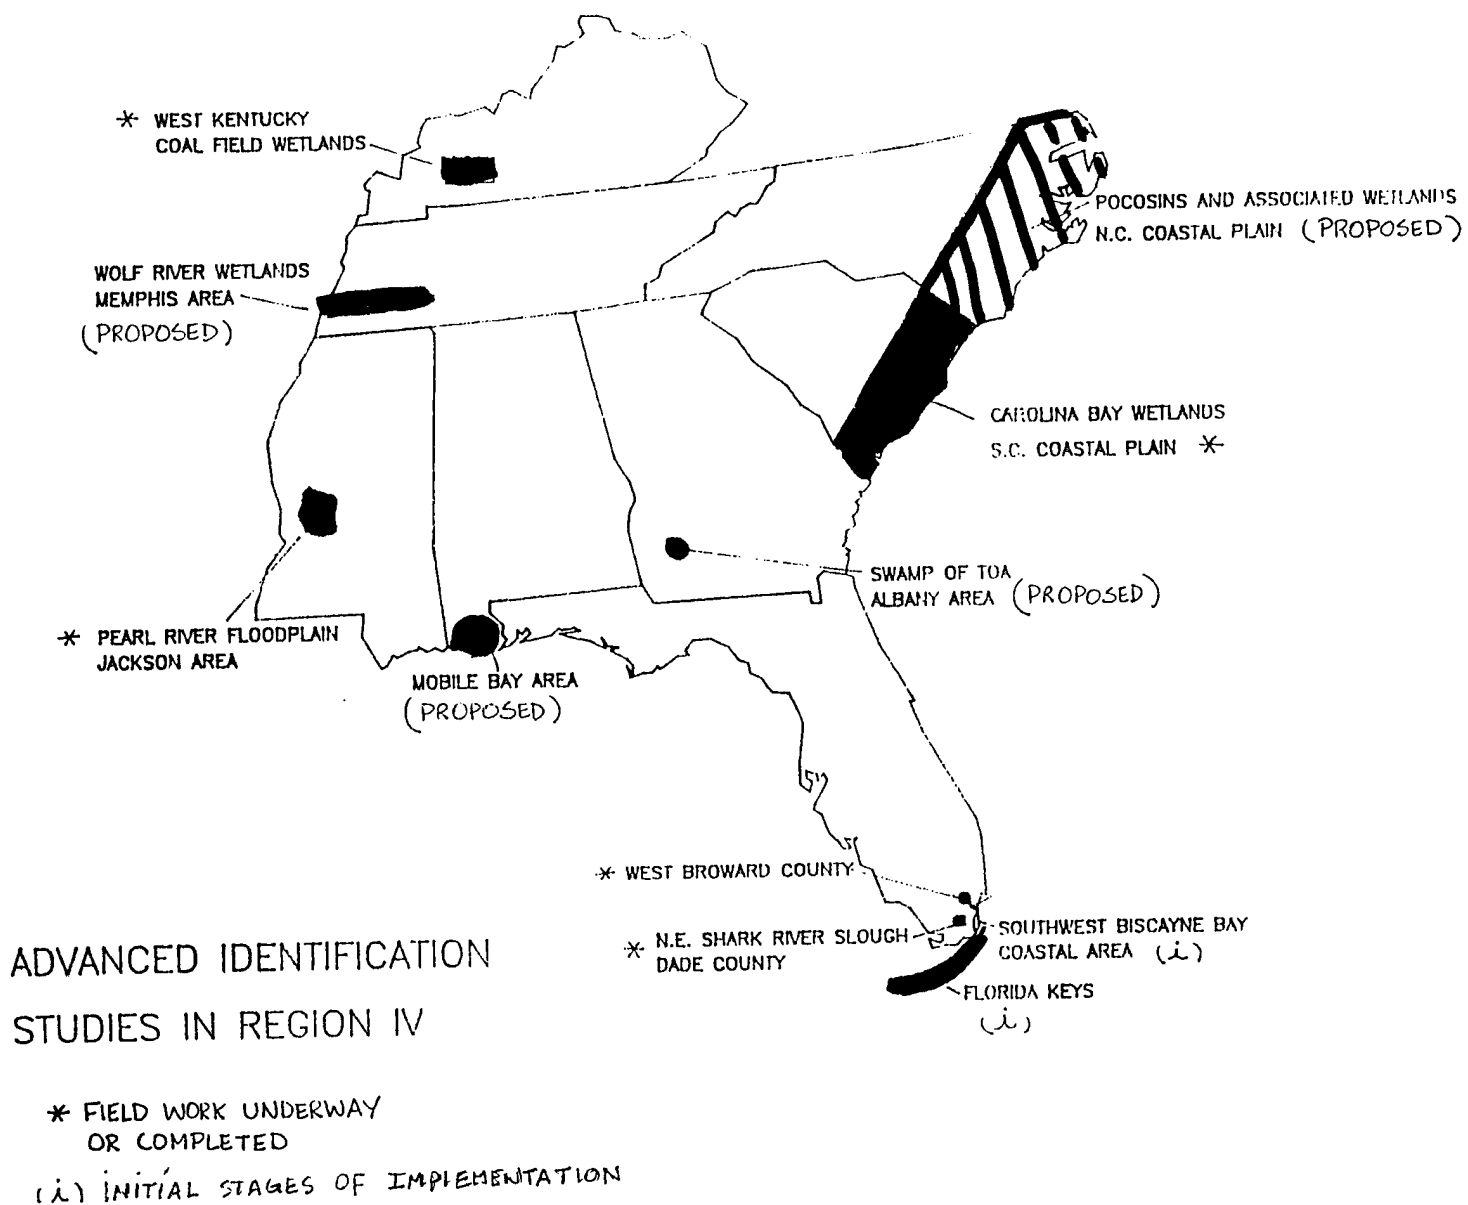 * WEST KENTUCKY
COAL FIELD WETLANDS
POCOSINS AND ASSOCIATED WETLANDS
N.C. COASTAL PLAIN (PROPOSED)
WOLF RIVER WETLANDS
MEMPHIS AREA
(PROPOSED)
CAROLINA BAY WETLANDS
S.C. COASTAL PLAIN *
SWAMP OF TOA
ALBANY AREA (PROPOSED)
* PEARL RIVER FLOODPLAIN
JACKSON AREA
MOBILE BAY AREA
(PROPOSED)
* WEST BROWARD COUNTY
* N.E. SHARK RIVER SLOUGH
DADE COUNTY
SOUTHWEST BISCAYNE BAY
COASTAL AREA (i)
FLORIDA KEYS
(i)
ADVANCED IDENTIFICATION
STUDIES IN REGION IV
* FIELD WORK UNDERWAY
OR COMPLETED
(i) INITIAL STAGES OF IMPLEMENTATION